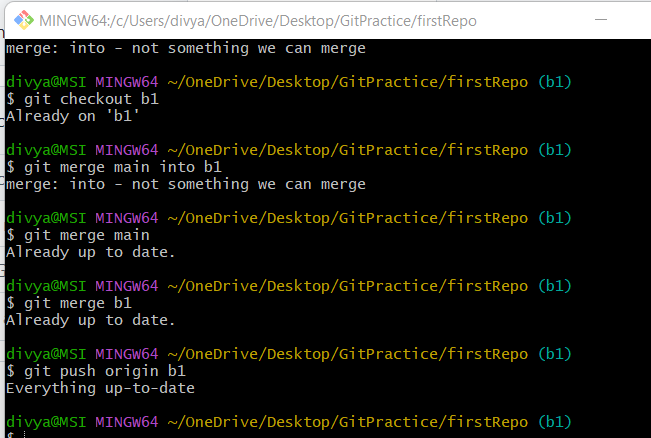 MINGW64:/c/Users/divya/OneDrive/Desktop/GitPractice/firstRepo
merge: into - not something we can merge
divya@MSI MINGW64 ~/OneDrive/Desktop/GitPractice/firstRepo (b1)
$ git checkout b1
Already on 'b1'
divya@MSI MINGW64 ~/OneDrive/Desktop/GitPractice/firstRepo (b1)
$ git merge main into b1
merge: into - not something we can merge
divya@MSI MINGW64 ~/OneDrive/Desktop/GitPractice/firstRepo (b1)
$ git merge main
Already up to date.
divya@MSI MINGW64 ~/OneDrive/Desktop/GitPractice/firstRepo (b1)
$ git merge b1
Already up to date.
divya@MSI MINGW64 ~/OneDrive/Desktop/GitPractice/firstRepo (b1)
$ git push origin b1
Everything up-to-date
divya@MSI MINGW64 ~/OneDrive/Desktop/GitPractice/firstRepo (b1)
$